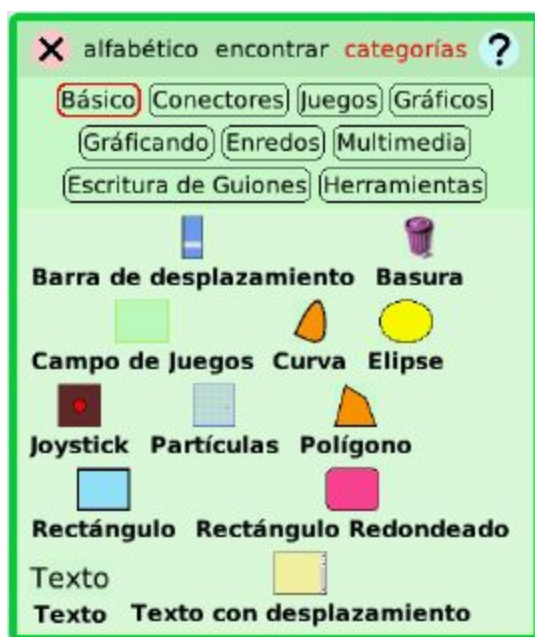 alfabético encontrar categorías ?
Básico Conectores Juegos Gráficos
Gráficando Enredos Multimedia
Escritura de Guiones Herramientas
Barra de desplazamiento Basura
Campo de Juegos Curva Elipse
Joystick Partículas Polígono
Rectángulo Rectángulo Redondeado
Texto
Texto Texto con desplazamiento